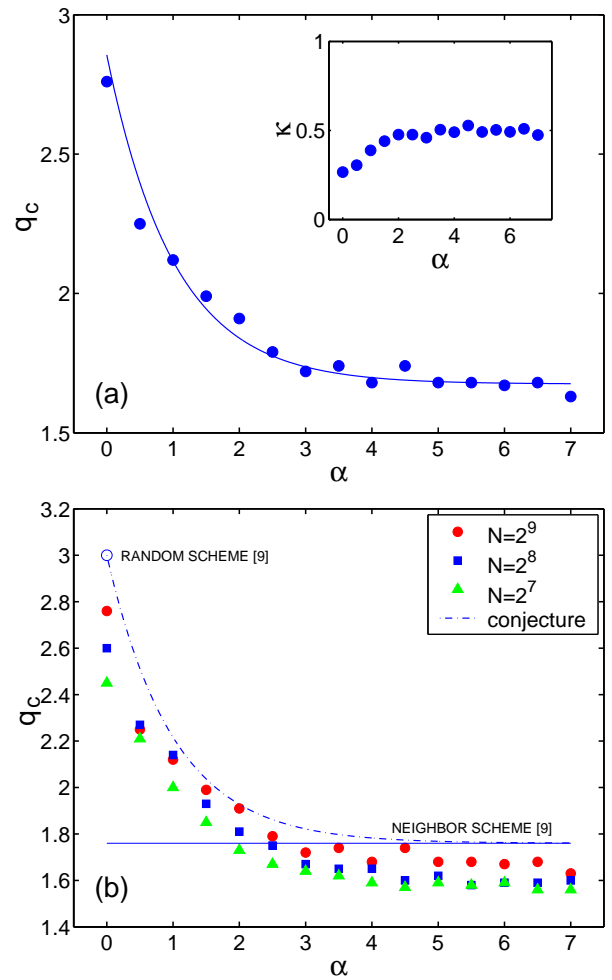 3
2.5
2
1.5
q_c
0 1 2 3 4 5 6 7
α
(a)
1
0.5
0
κ
0 2 4 6
α
3.2
3
2.8
2.6
2.4
2.2
2
1.8
1.6
1.4
q_c
0 1 2 3 4 5 6 7
α
(b)
RANDOM SCHEME [9]
NEIGHBOR SCHEME [9]
N=2^9
N=2^8
N=2^7
conjecture